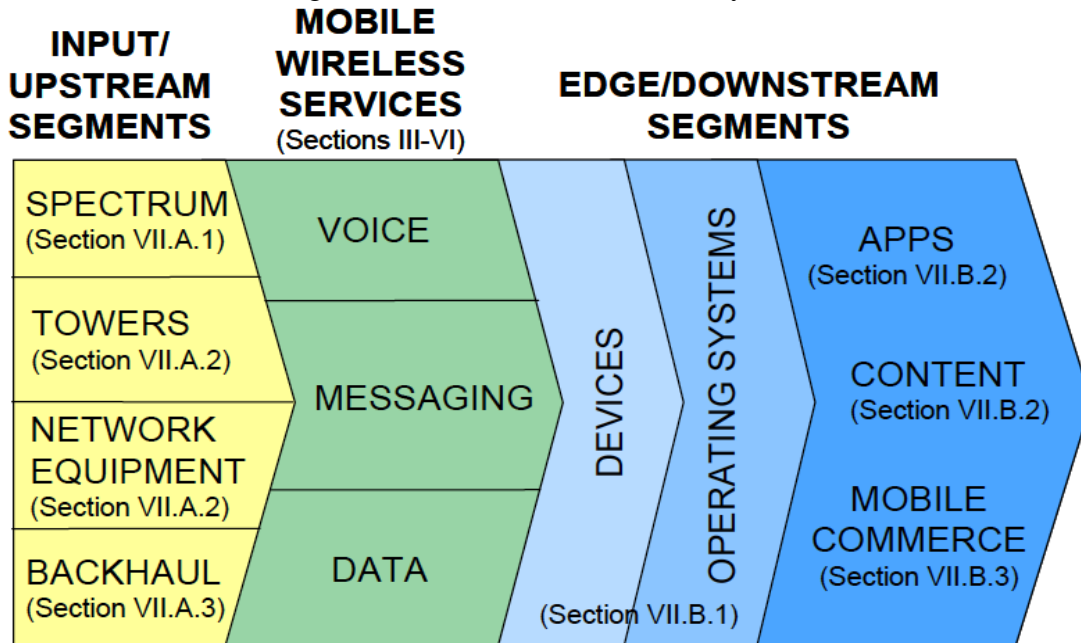 INPUT/
UPSTREAM
SEGMENTS
MOBILE
WIRELESS
SERVICES
(Sections III-VI)
EDGE/DOWNSTREAM
SEGMENTS
SPECTRUM
(Section VII.A.1)
TOWERS
(Section VII.A.2)
NETWORK
EQUIPMENT
(Section VII.A.2)
BACKHAUL
(Section VII.A.3)
VOICE
MESSAGING
DATA
DEVICES
OPERATING SYSTEMS
(Section VII.B.1)
APPS
(Section VII.B.2)
CONTENT
(Section VII.B.2)
MOBILE
COMMERCE
(Section VII.B.3)